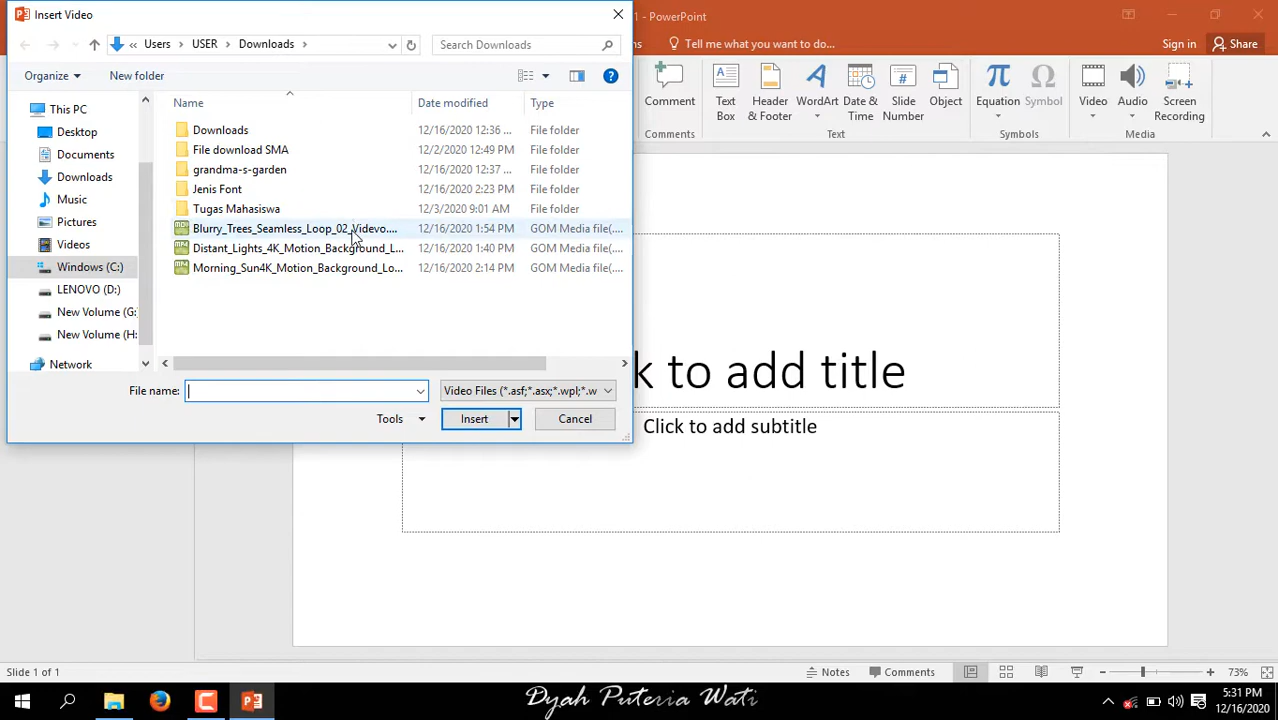 Insert Video
1 - PowerPoint
Users
USER
Downloads
Search Downloads
Tell me what you want to do...
Sign in
Share
Organize
New folder
Comment
Text Box
Header & Footer
WordArt
Date & Time
Slide Number
Object
Equation
Symbol
Video
Audio
Screen Recording
Comments
Text
Symbols
Media
This PC
Desktop
Documents
Downloads
Music
Pictures
Videos
Windows (C:)
LENOVO (D:)
New Volume (G:
New Volume (H:
Network
Name
Date modified
Type
Downloads 12/16/2020 12:36 ... File folder
File download SMA 12/2/2020 12:49 PM File folder
grandma-s-garden 12/16/2020 12:37 ... File folder
Jenis Font 12/16/2020 2:23 PM File folder
Tugas Mahasiswa 12/3/2020 9:01 AM File folder
Blurry_Trees_Seamless_Loop_02_Videvo.... 12/16/2020 1:54 PM GOM Media file(....
Distant_Lights_4K_Motion_Background_L... 12/16/2020 1:40 PM GOM Media file(....
Morning_Sun4K_Motion_Background_Lo... 12/16/2020 2:14 PM GOM Media file(....
File name:
Video Files (*.asf;*.asx;*.wpl;*.w
Tools
Insert
Cancel
k to add title
Click to add subtitle
Slide 1 of 1
Notes
Comments
73%
Dyah Puteria Wati
5:31 PM
12/16/2020